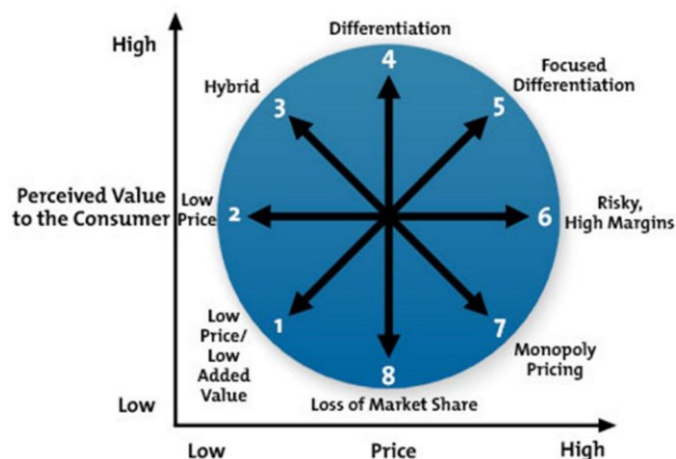 Differentiation
High
4
Focused
Differentiation
Hybrid
3
5
Perceived Value
to the Consumer
Low
Price
2
6
Risky,
High Margins
1
Low
Price/
Low
Added
Value
7
Monopoly
Pricing
8
Loss of Market Share
Low
Low
Price
High